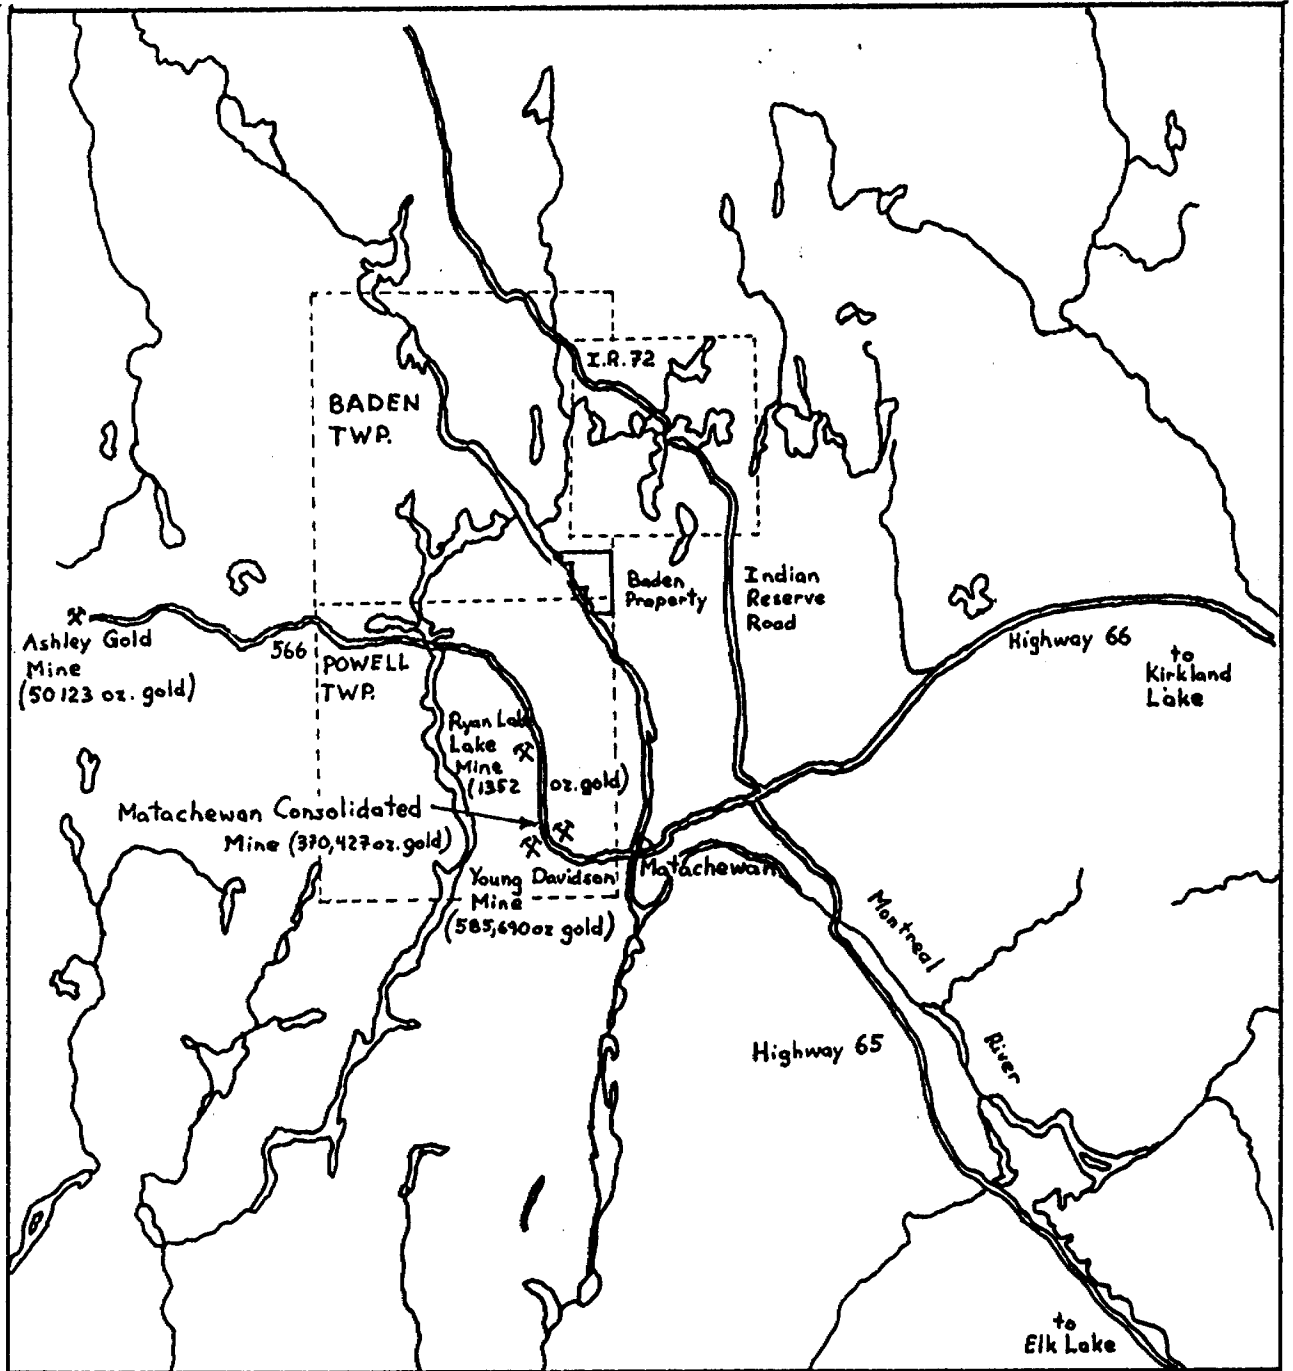 I.R. 72
BADEN
TWP.
Baden
Property
Indian
Reserve
Road
Ashley Gold
Mine
(50123 oz. gold)
566
POWELL
TWP.
Highway 66
to
Kirkland
Lake
Ryan Lake
Lake
Mine
(1352 oz. gold)
Matachewan Consolidated
Mine (370,427 oz. gold)
Young Davidson
Mine
(585,690 oz gold)
Matachewan
Montreal
River
Highway 65
to
Elk Lake